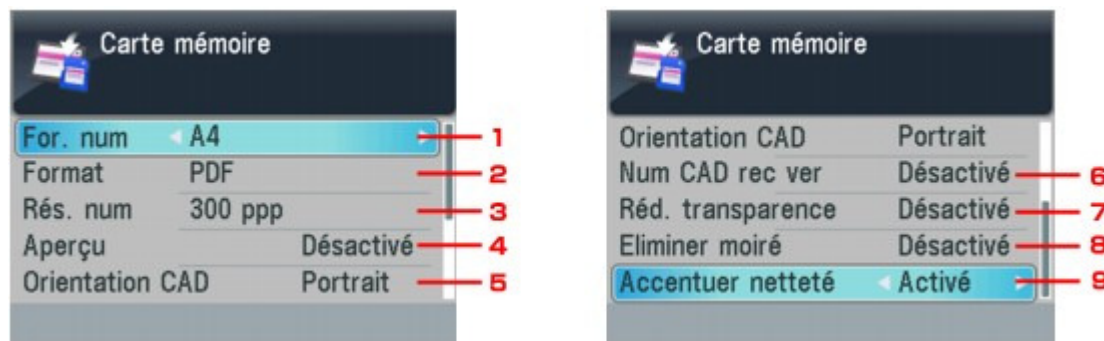 Carte mémoire
For. num A4 1
Format PDF 2
Rés. num 300 ppp 3
Aperçu Désactivé 4
Orientation CAD Portrait 5
Carte mémoire
Orientation CAD Portrait
Num CAD rec ver Désactivé 6
Réd. transparence Désactivé 7
Eliminer moiré Désactivé 8
Accentuer netteté Activé 9